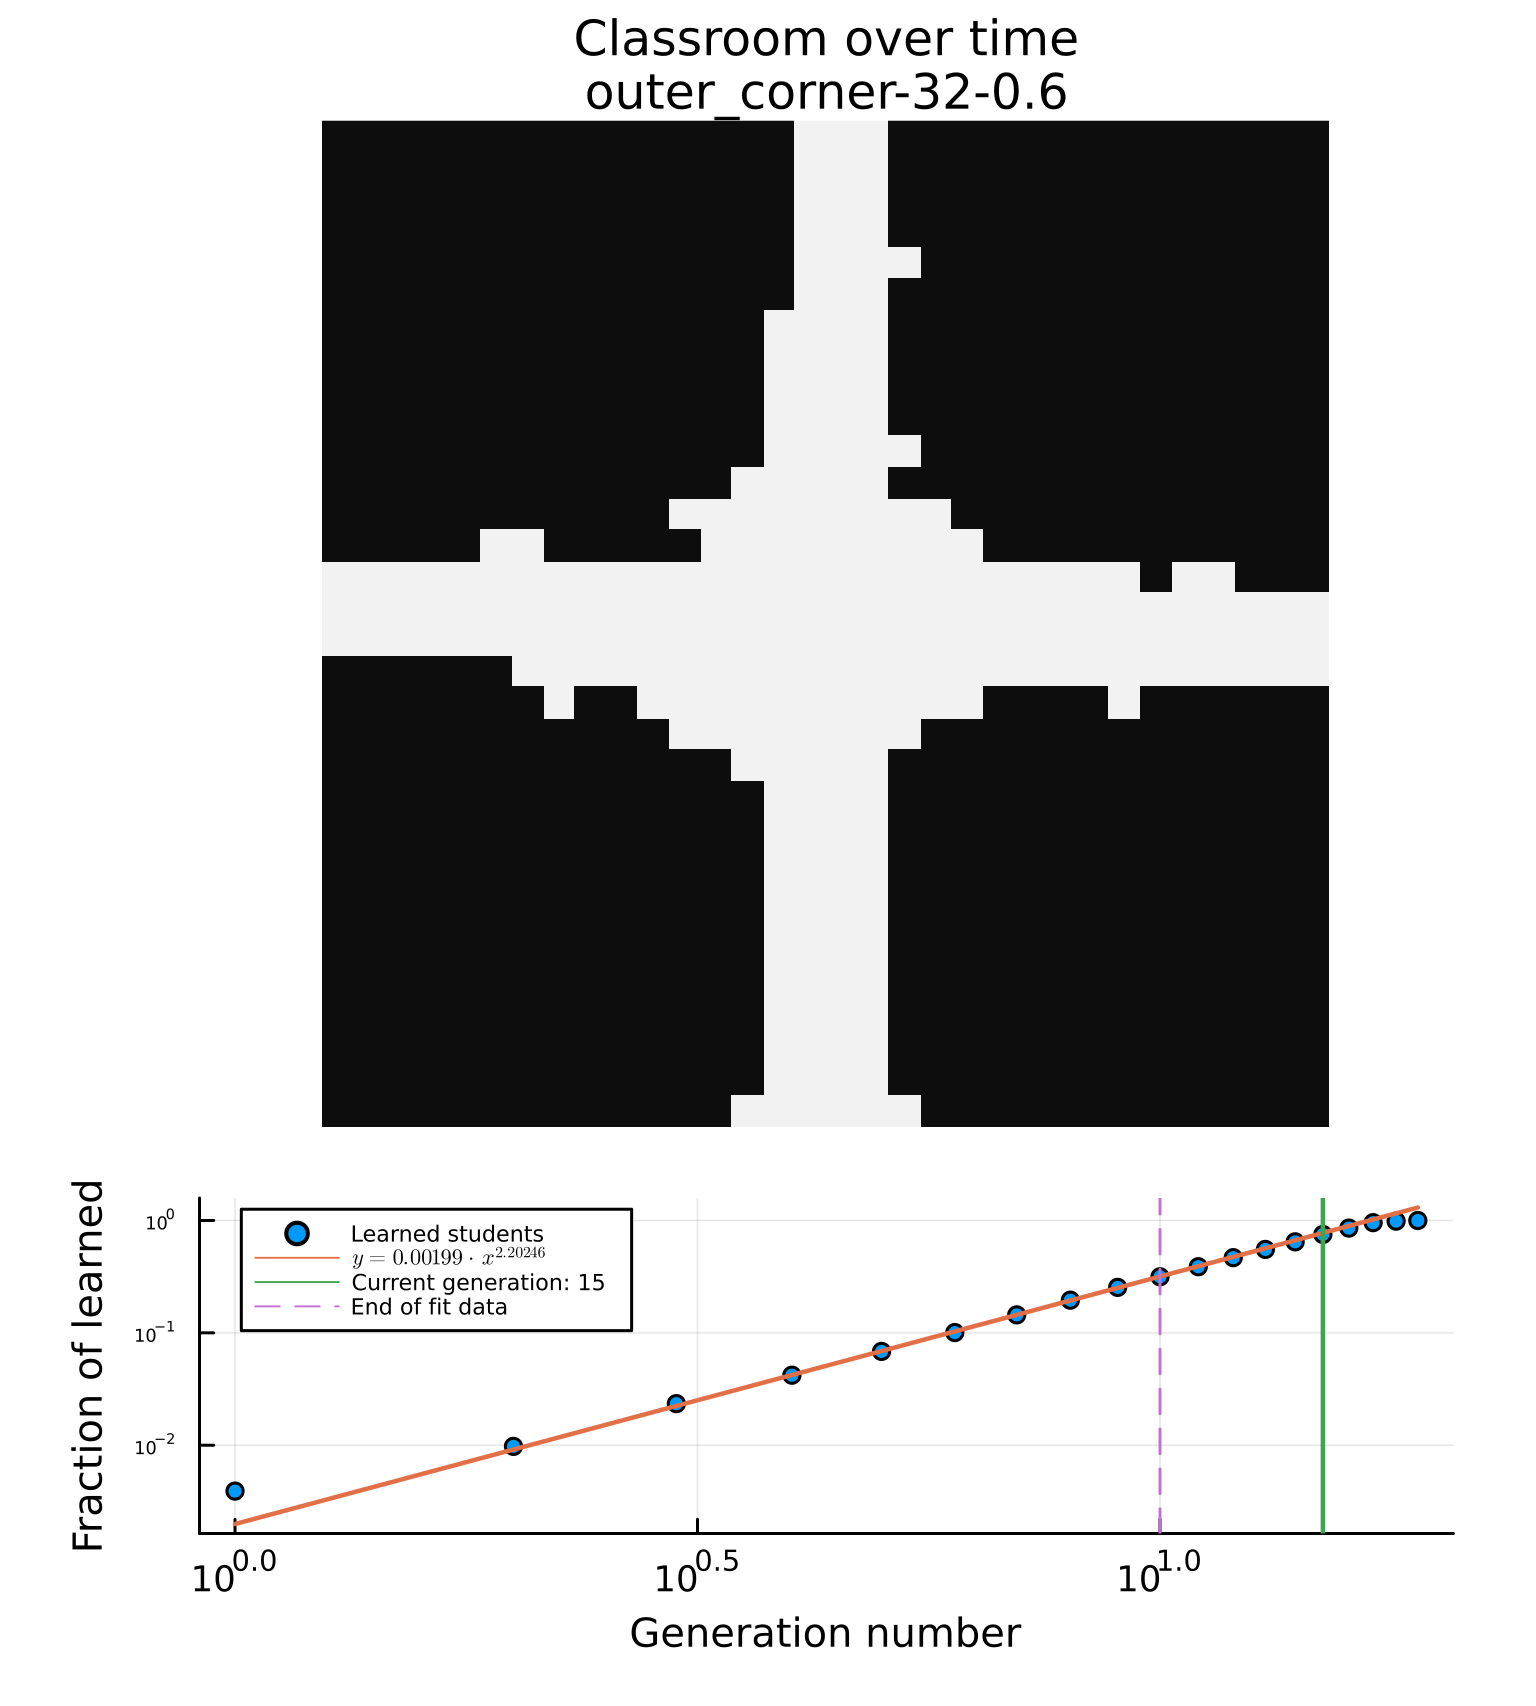 Classroom over time
outer_corner-32-0.6
Fraction of learned
10^0
10^−1
10^−2
Learned students
y = 0.00199 · x^2.20246
Current generation: 15
End of fit data
10^0.0
10^0.5
10^1.0
Generation number